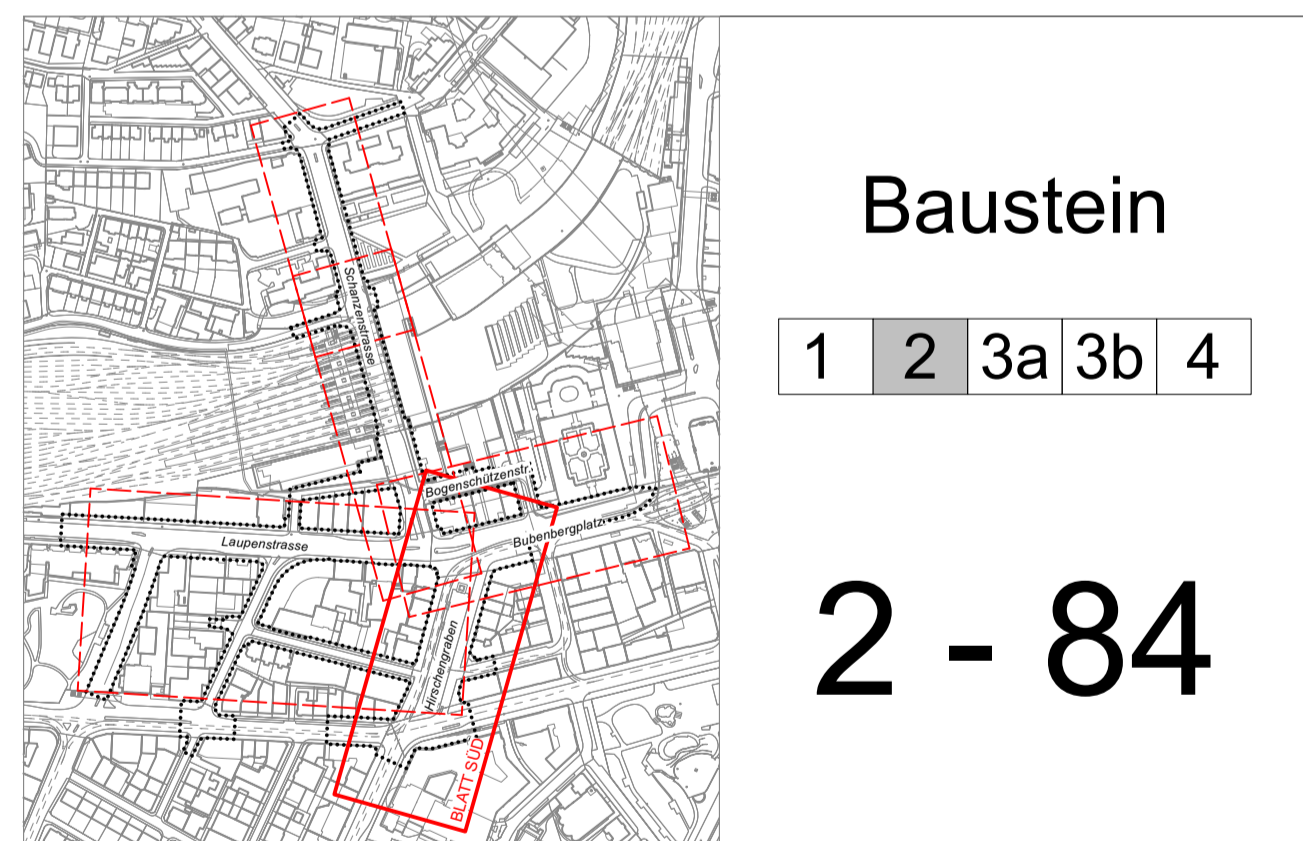 Schanzenstrasse
Bogenschützenstr.
Bubenbergplatz
Laupenstrasse
Hirschengraben
BLATT SÜD
Baustein
1 2 3a 3b 4
2 - 84